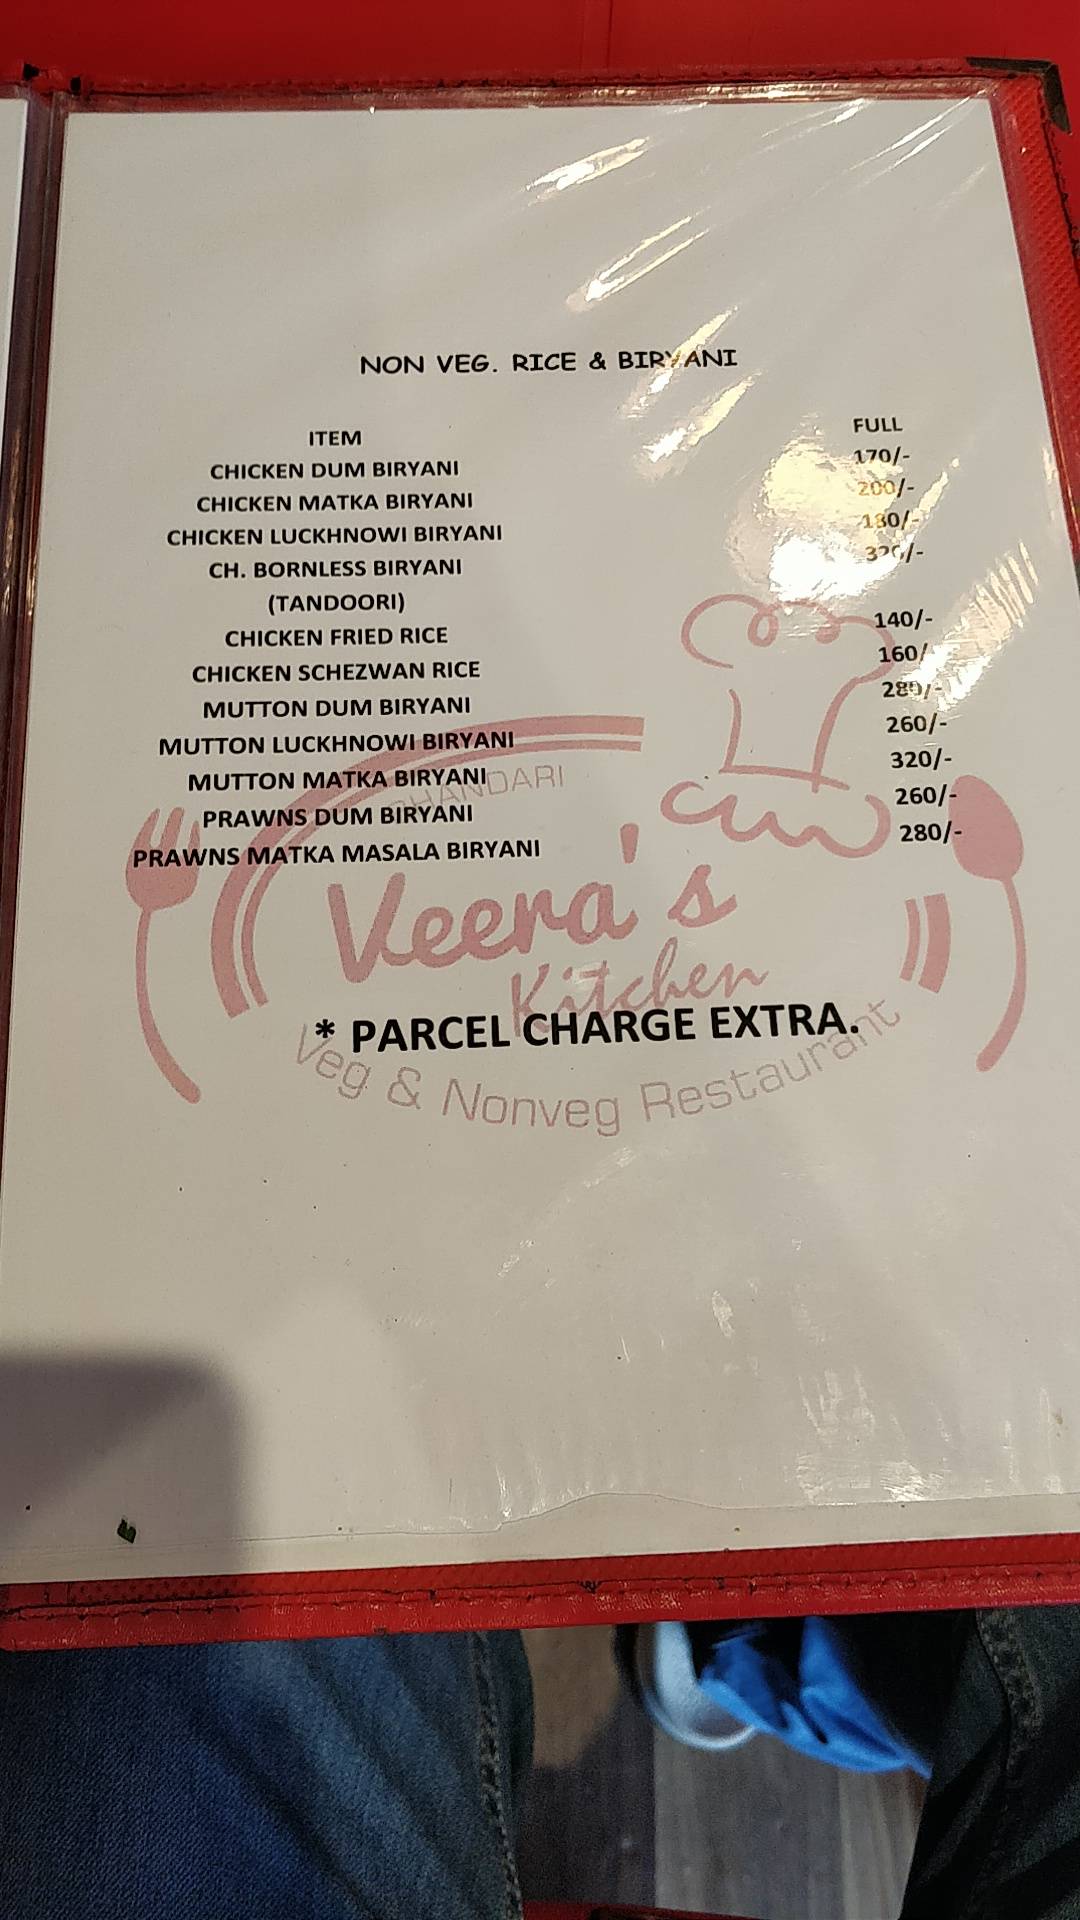 NON VEG. RICE & BIRYANI
ITEM FULL
CHICKEN DUM BIRYANI 170/-
CHICKEN MATKA BIRYANI 200/-
CHICKEN LUCKHNOWI BIRYANI 180/-
CH. BORNLESS BIRYANI
(TANDOORI)
CHICKEN FRIED RICE 140/-
CHICKEN SCHEZWAN RICE 160/
MUTTON DUM BIRYANI 280/-
MUTTON LUCKHNOWI BIRYANI 260/-
MUTTON MATKA BIRYANI 320/-
PRAWNS DUM BIRYANI 260/-
PRAWNS MATKA MASALA BIRYANI 280/-
Veera's
Kitchen
* PARCEL CHARGE EXTRA.
Veg & Nonveg Restaurant